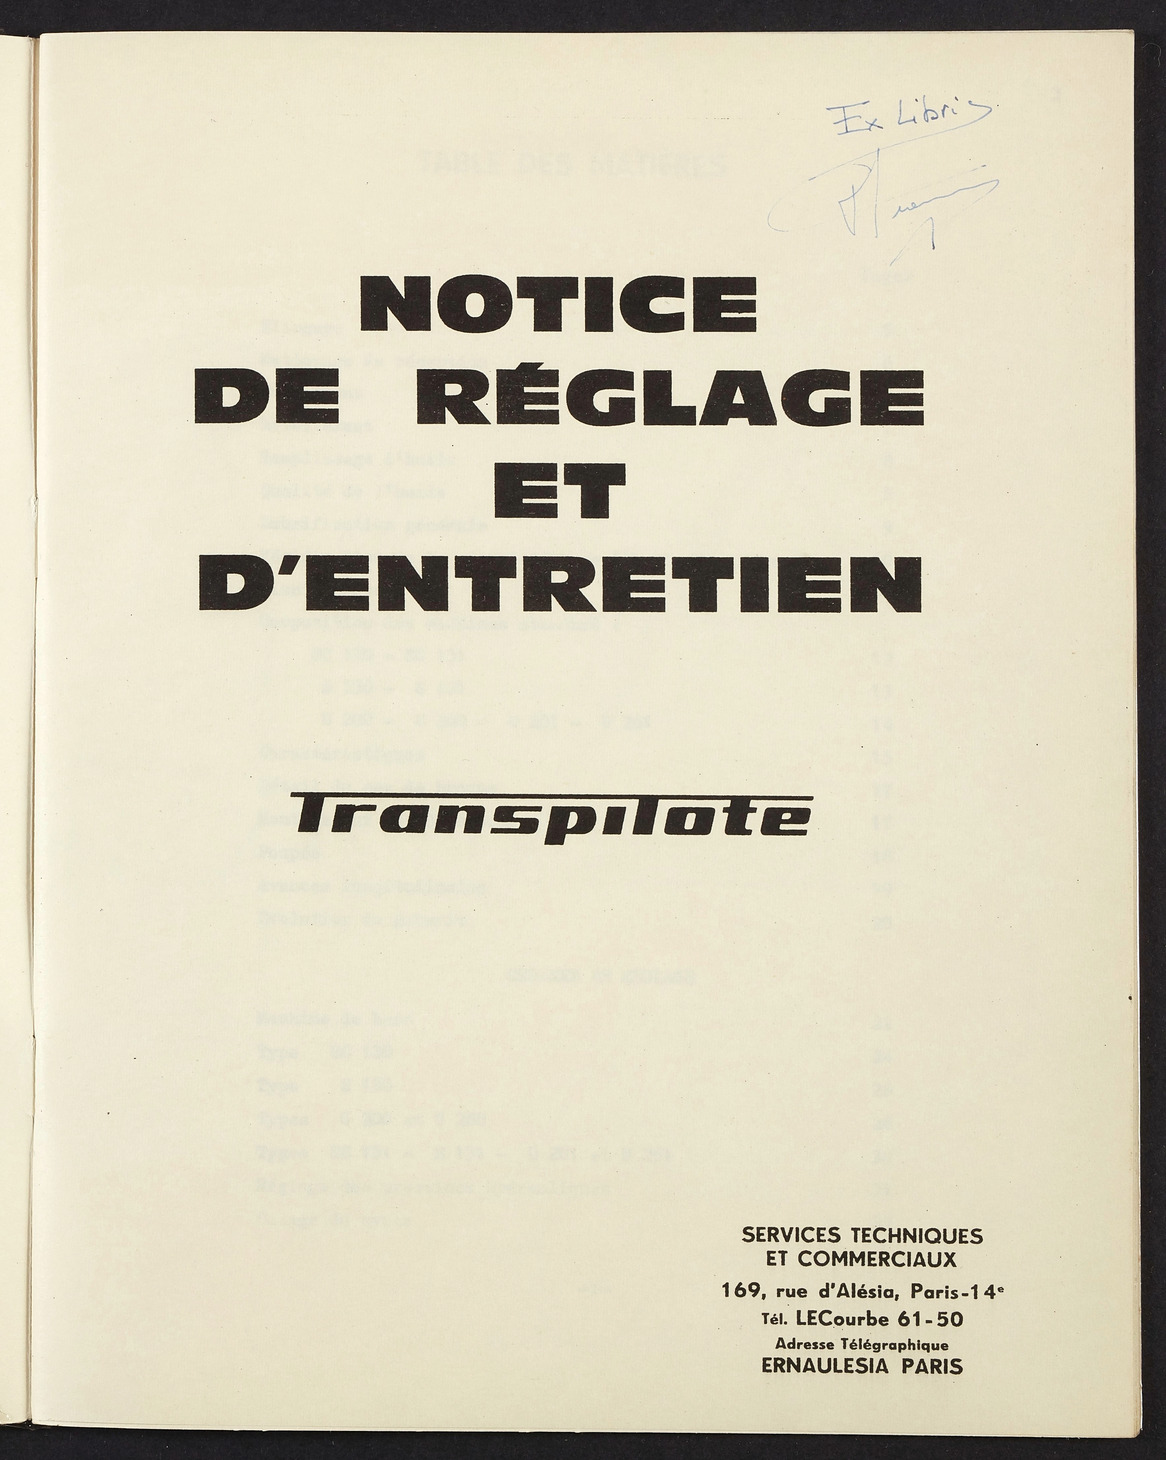 Ex Libris
NOTICE
DE RÉGLAGE
ET
D'ENTRETIEN
Transpilote
SERVICES TECHNIQUES
ET COMMERCIAUX
169, rue d'Alésia, Paris-14e
Tél. LECourbe 61-50
Adresse Télégraphique
ERNAULESIA PARIS